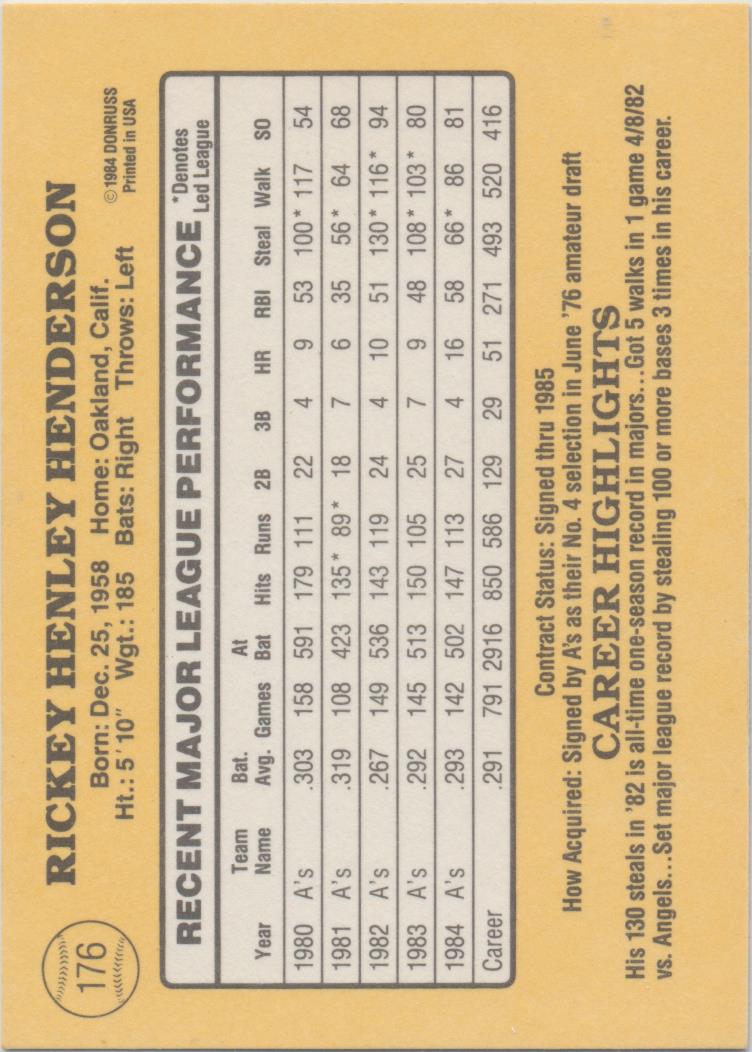 176
RICKEY HENLEY HENDERSON
Born: Dec. 25, 1958 Home: Oakland, Calif.
Ht.: 5'10" Wgt.: 185 Bats: Right Throws: Left
©1984 DONRUSS
Printed in USA
RECENT MAJOR LEAGUE PERFORMANCE *Denotes Led League
Year Team Name Bat. Avg. Games At Bat Hits Runs 2B 3B HR RBI Steal Walk SO
1980 A's .303 158 591 179 111 22 4 9 53 100* 117 54
1981 A's .319 108 423 135* 89* 18 7 6 35 56* 64 68
1982 A's .267 149 536 143 119 24 4 10 51 130* 116* 94
1983 A's .292 145 513 150 105 25 7 9 48 108* 103* 80
1984 A's .293 142 502 147 113 27 4 16 58 66* 86 81
Career .291 791 2916 850 586 129 29 51 271 493 520 416
Contract Status: Signed thru 1985
How Acquired: Signed by A's as their No. 4 selection in June '76 amateur draft
CAREER HIGHLIGHTS
His 130 steals in '82 is all-time one-season record in majors...Got 5 walks in 1 game 4/8/82
vs. Angels...Set major league record by stealing 100 or more bases 3 times in his career.